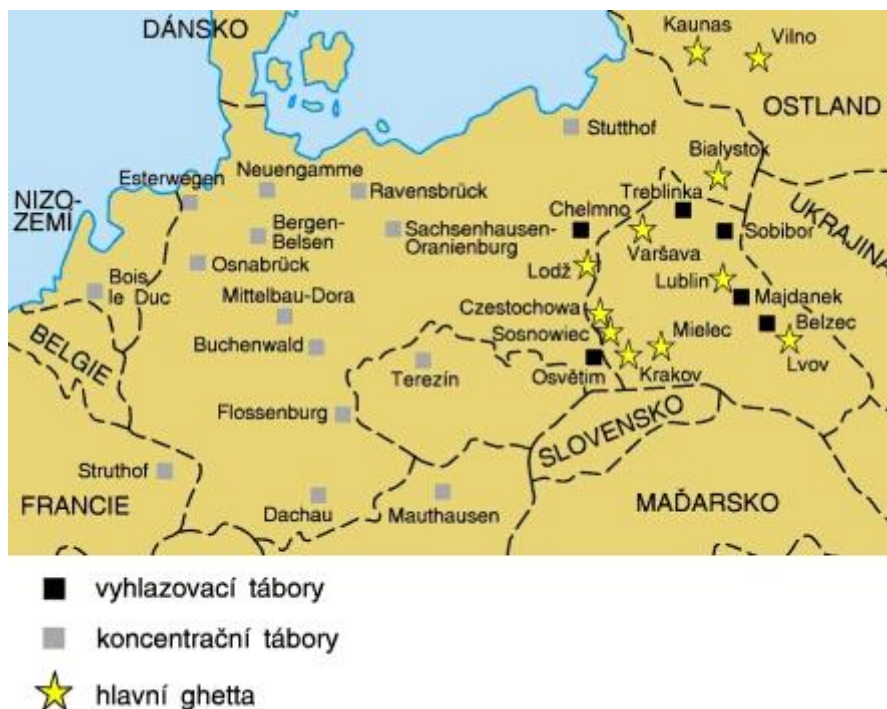 DÁNSKO
Kaunas
Vilno
OSTLAND
Stutthof
Bialystok
Neuengamme
Esterwegen
Ravensbrück
Treblinka
NIZO-
ZEMÍ
Chelmno
UKRAJINA
Bergen-
Belsen
Sachsenhausen-
Oranienburg
Varšava
Sobibor
Osnabrück
Lodž
Lublin
Bois
le Duc
Mittelbau-Dora
Majdanek
Czestochowa
BELGIE
Buchenwald
Sosnowiec
Mielec
Belzec
Terezín
Osvětim
Krakov
Lvov
Flossenburg
SLOVENSKO
Struthof
FRANCIE
Dachau
Mauthausen
MAĎARSKO
vyhlazovací tábory
koncentrační tábory
hlavní ghetta